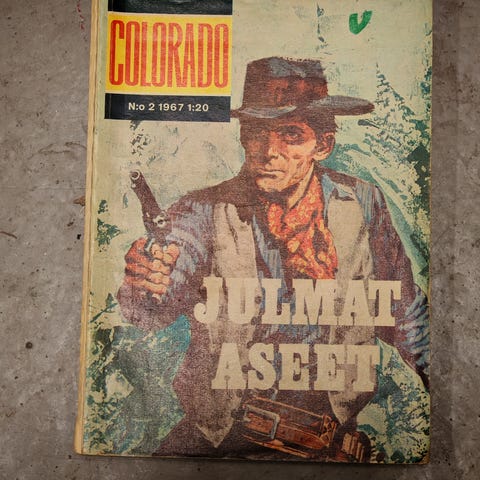 COLORADO
N:o 2 1967 1:20
JULMAT
ASEET